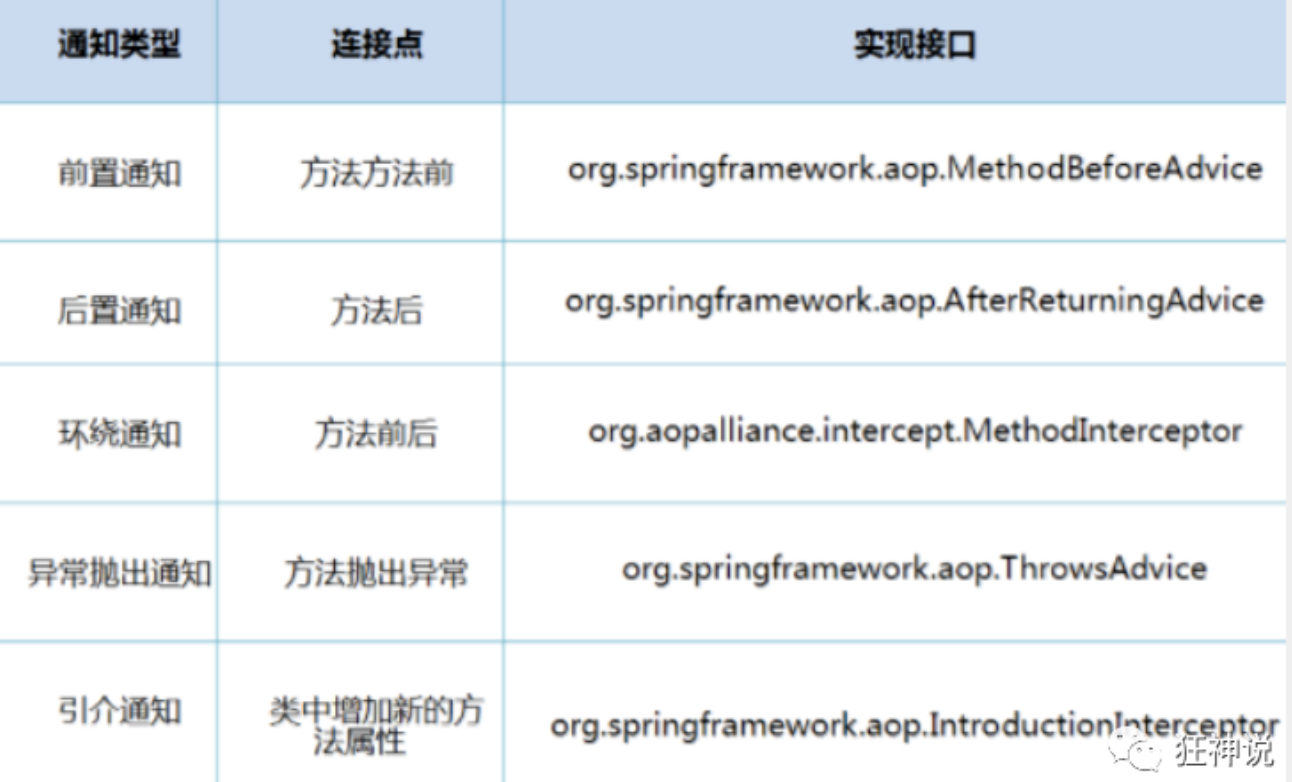 通知类型 连接点 实现接口
前置通知 方法方法前 org.springframework.aop.MethodBeforeAdvice
后置通知 方法后 org.springframework.aop.AfterReturningAdvice
环绕通知 方法前后 org.aopalliance.intercept.MethodInterceptor
异常抛出通知 方法抛出异常 org.springframework.aop.ThrowsAdvice
引介通知 类中增加新的方
法属性 org.springframework.aop.IntroductionInterceptor
狂神说